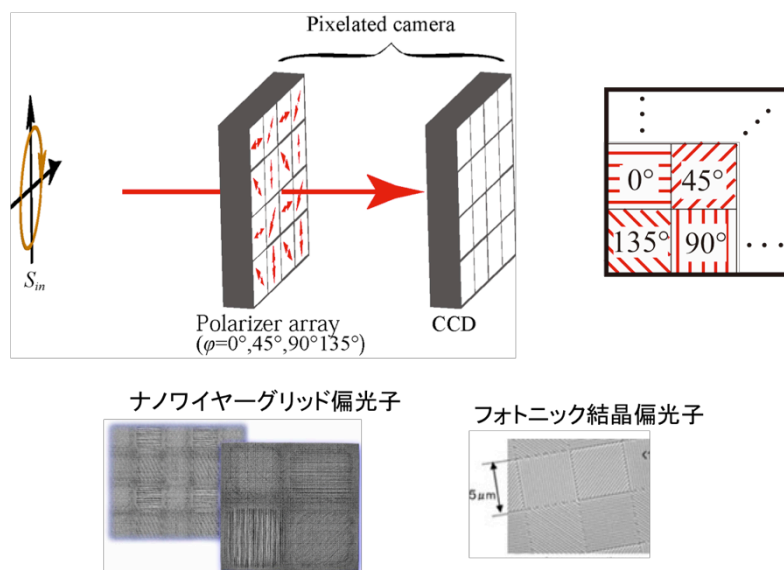 Pixelated camera
S_in
Polarizer array
(φ=0°,45°,90°135°)
CCD
0° 45°
135° 90°
ナノワイヤーグリッド偏光子
フォトニック結晶偏光子
5μm